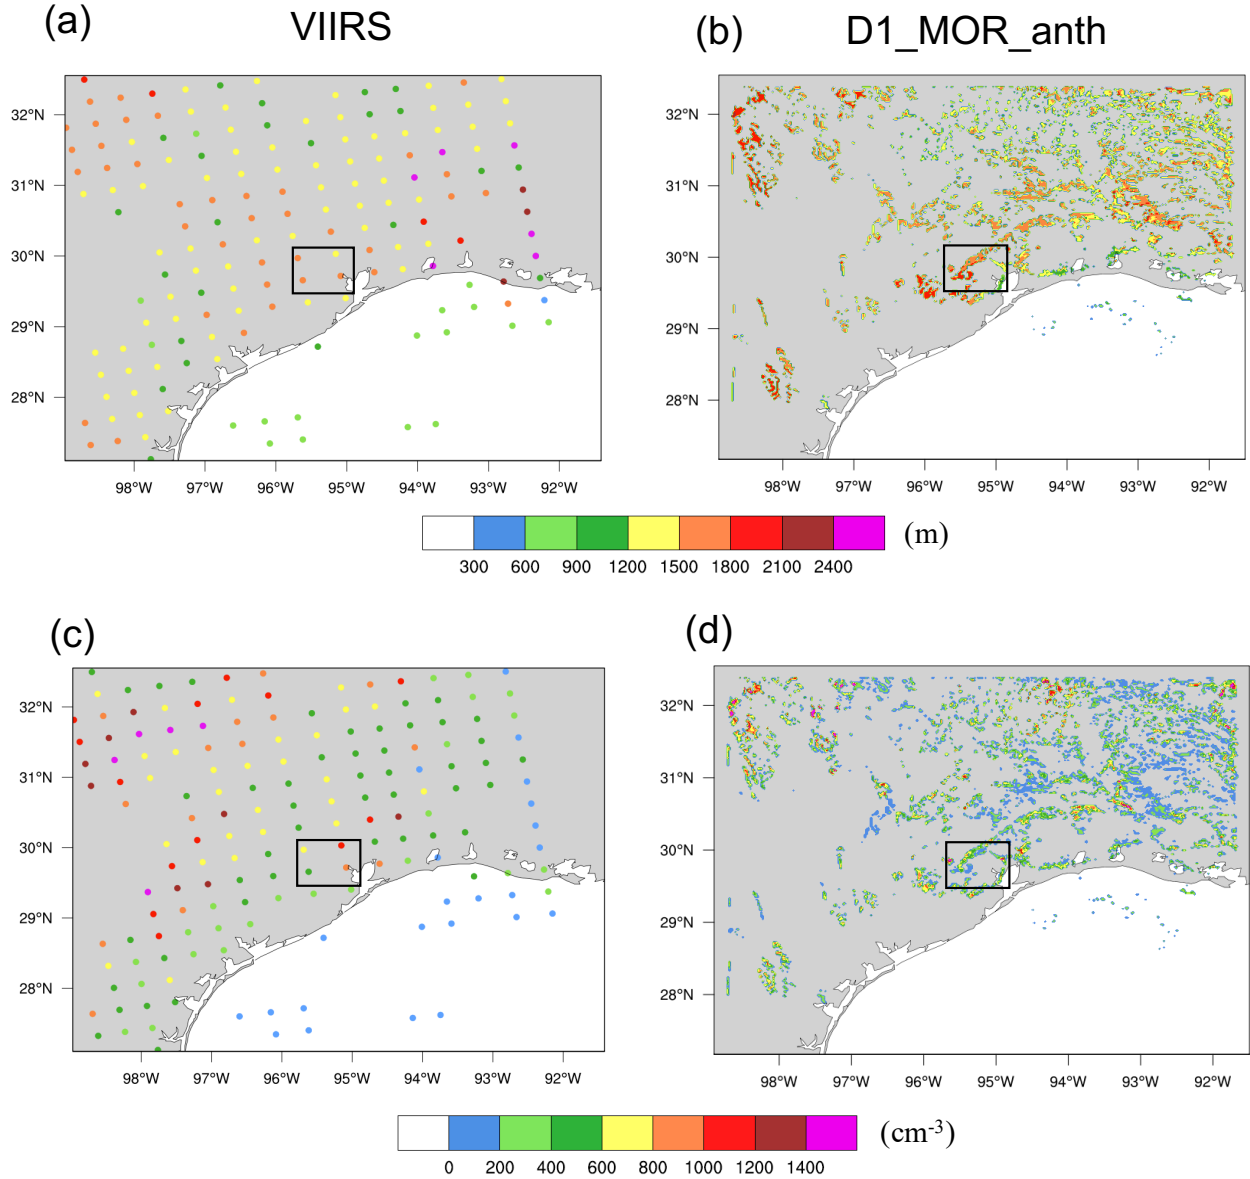 (a) VIIRS
(b) D1_MOR_anth
32°N
31°N
30°N
29°N
28°N
98°W 97°W 96°W 95°W 94°W 93°W 92°W
32°N
31°N
30°N
29°N
28°N
98°W 97°W 96°W 95°W 94°W 93°W 92°W
300 600 900 1200 1500 1800 2100 2400 (m)
(c)
(d)
32°N
31°N
30°N
29°N
28°N
98°W 97°W 96°W 95°W 94°W 93°W 92°W
32°N
31°N
30°N
29°N
28°N
98°W 97°W 96°W 95°W 94°W 93°W 92°W
0 200 400 600 800 1000 1200 1400 (cm⁻³)